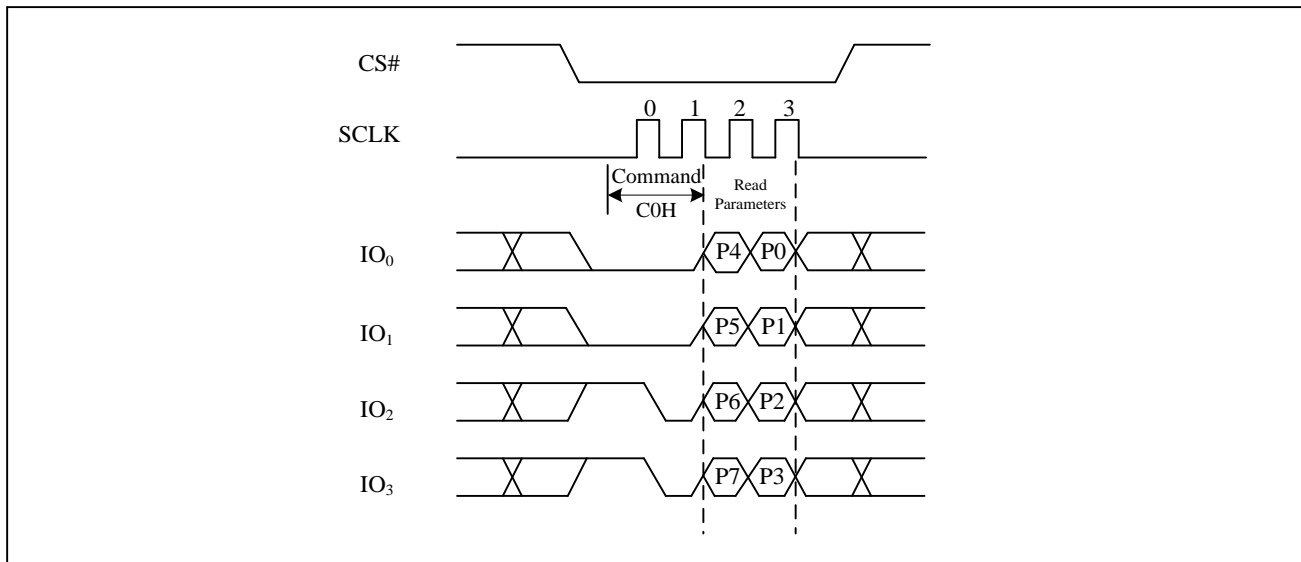 CS#
0 1 2 3
SCLK
Command
C0H
Read
Parameters
IO0 P4 P0
IO1 P5 P1
IO2 P6 P2
IO3 P7 P3